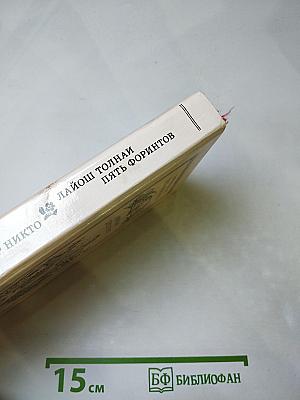 НИКТО
ЛАЙОШ ТОЛНАИ
ПЯТЬ ФОРИНТОВ
15 см
БФ БИБЛИОФАН